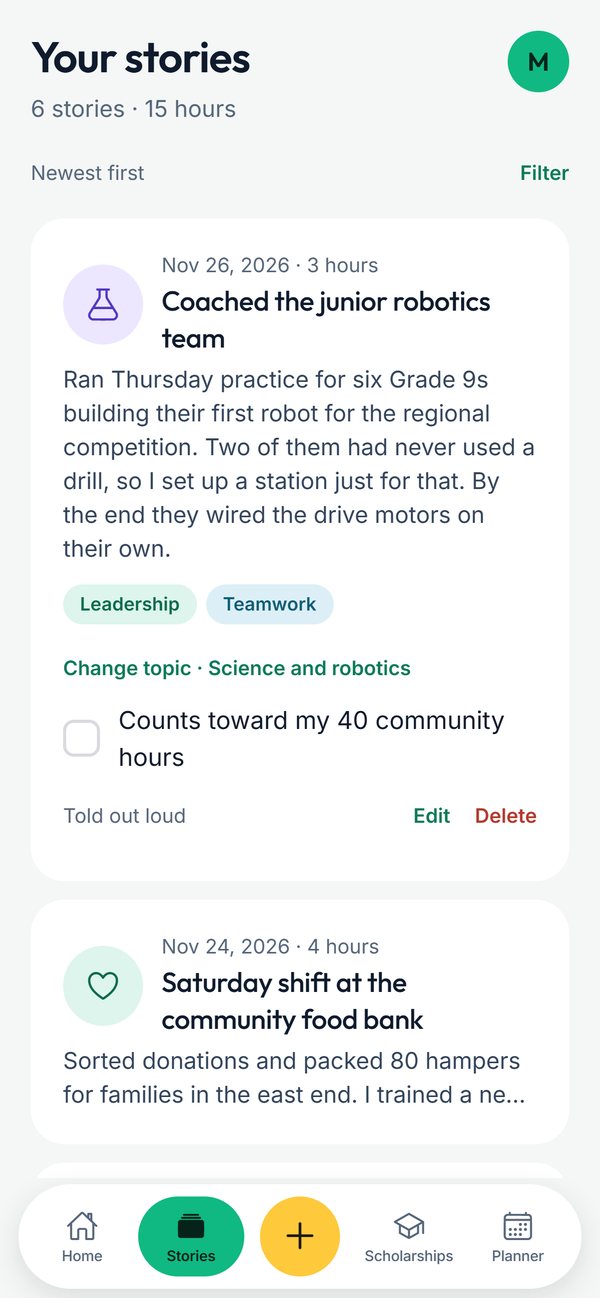 Your stories
M
6 stories · 15 hours
Newest first
Filter
Nov 26, 2026 · 3 hours
Coached the junior robotics
team
Ran Thursday practice for six Grade 9s
building their first robot for the regional
competition. Two of them had never used a
drill, so I set up a station just for that. By
the end they wired the drive motors on
their own.
Leadership
Teamwork
Change topic · Science and robotics
Counts toward my 40 community
hours
Told out loud
Edit
Delete
Nov 24, 2026 · 4 hours
Saturday shift at the
community food bank
Sorted donations and packed 80 hampers
for families in the east end. I trained a ne...
Home
Stories
Scholarships
Planner